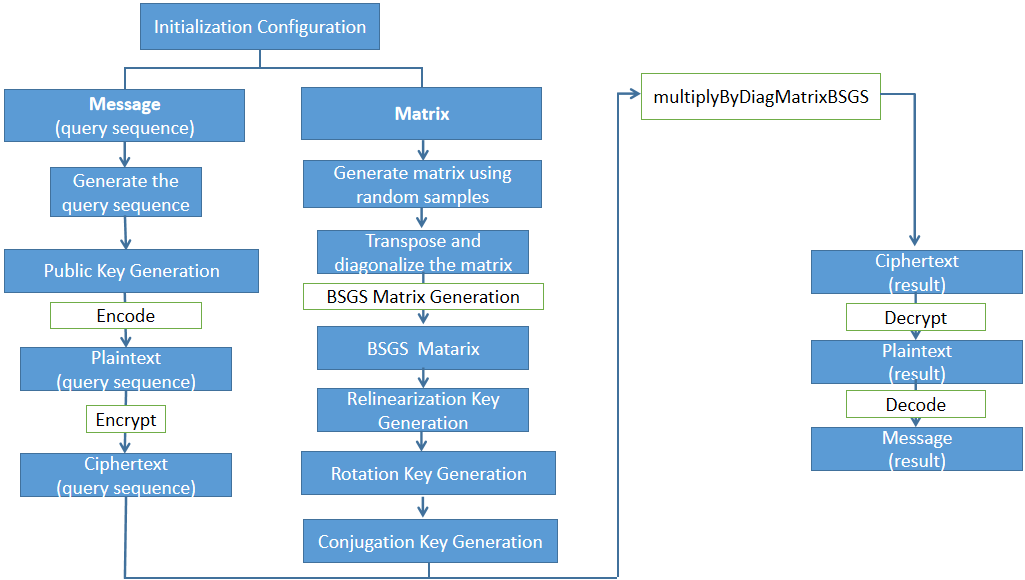 Initialization Configuration
Message
(query sequence)
Generate the
query sequence
Public Key Generation
Encode
Plaintext
(query sequence)
Encrypt
Ciphertext
(query sequence)
Matrix
Generate matrix using
random samples
Transpose and
diagonalize the matrix
BSGS Matrix Generation
BSGS Matarix
Relinearization Key
Generation
Rotation Key Generation
Conjugation Key Generation
multiplyByDiagMatrixBSGS
Ciphertext
(result)
Decrypt
Plaintext
(result)
Decode
Message
(result)